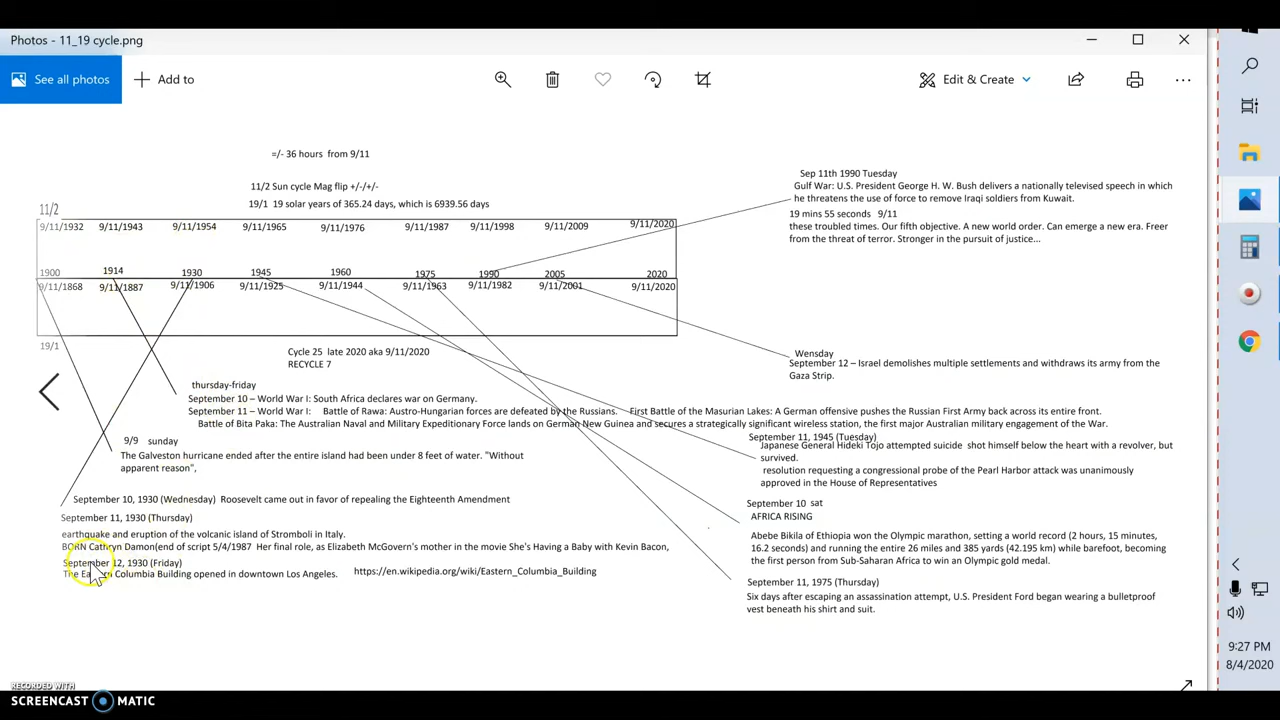 Photos - 11_19 cycle.png
See all photos
Add to
Edit & Create
=/- 36 hours from 9/11
11/2 Sun cycle Mag flip +/-/+/-
19/1 19 solar years of 365.24 days, which is 6939.56 days
11/2
9/11/1932 9/11/1943 9/11/1954 9/11/1965 9/11/1976 9/11/1987 9/11/1998 9/11/2009 9/11/2020
1900 1914 1930 1945 1960 1975 1990 2005 2020
9/11/1868 9/11/1887 9/11/1906 9/11/1925 9/11/1944 9/11/1963 9/11/1982 9/11/2001 9/11/2020
19/1
Cycle 25 late 2020 aka 9/11/2020
RECYCLE 7
Sep 11th 1990 Tuesday
Gulf War: U.S. President George H. W. Bush delivers a nationally televised speech in which
he threatens the use of force to remove Iraqi soldiers from Kuwait.
19 mins 55 seconds 9/11
these troubled times. Our fifth objective. A new world order. Can emerge a new era. Freer
from the threat of terror. Stronger in the pursuit of justice...
Wensday
September 12 – Israel demolishes multiple settlements and withdraws its army from the
Gaza Strip.
thursday-friday
September 10 – World War I: South Africa declares war on Germany.
September 11 – World War I: Battle of Rawa: Austro-Hungarian forces are defeated by the Russians. First Battle of the Masurian Lakes: A German offensive pushes the Russian First Army back across its entire front.
Battle of Bita Paka: The Australian Naval and Military Expeditionary Force lands on German New Guinea and secures a strategically significant wireless station, the first major Australian military engagement of the War.
9/9 sunday
The Galveston hurricane ended after the entire island had been under 8 feet of water. "Without
apparent reason",
September 11, 1945 (Tuesday)
Japanese General Hideki Tojo attempted suicide shot himself below the heart with a revolver, but
survived.
resolution requesting a congressional probe of the Pearl Harbor attack was unanimously
approved in the House of Representatives
September 10, 1930 (Wednesday) Roosevelt came out in favor of repealing the Eighteenth Amendment
September 11, 1930 (Thursday)
earthquake and eruption of the volcanic island of Stromboli in Italy.
BORN Cathryn Damon(end of script 5/4/1987 Her final role, as Elizabeth McGovern's mother in the movie She's Having a Baby with Kevin Bacon,
September 12, 1930 (Friday)
The Eastern Columbia Building opened in downtown Los Angeles. https://en.wikipedia.org/wiki/Eastern_Columbia_Building
September 10 sat
AFRICA RISING
Abebe Bikila of Ethiopia won the Olympic marathon, setting a world record (2 hours, 15 minutes,
16.2 seconds) and running the entire 26 miles and 385 yards (42.195 km) while barefoot, becoming
the first person from Sub-Saharan Africa to win an Olympic gold medal.
September 11, 1975 (Thursday)
Six days after escaping an assassination attempt, U.S. President Ford began wearing a bulletproof
vest beneath his shirt and suit.
9:27 PM
8/4/2020
RECORDED WITH
SCREENCAST MATIC